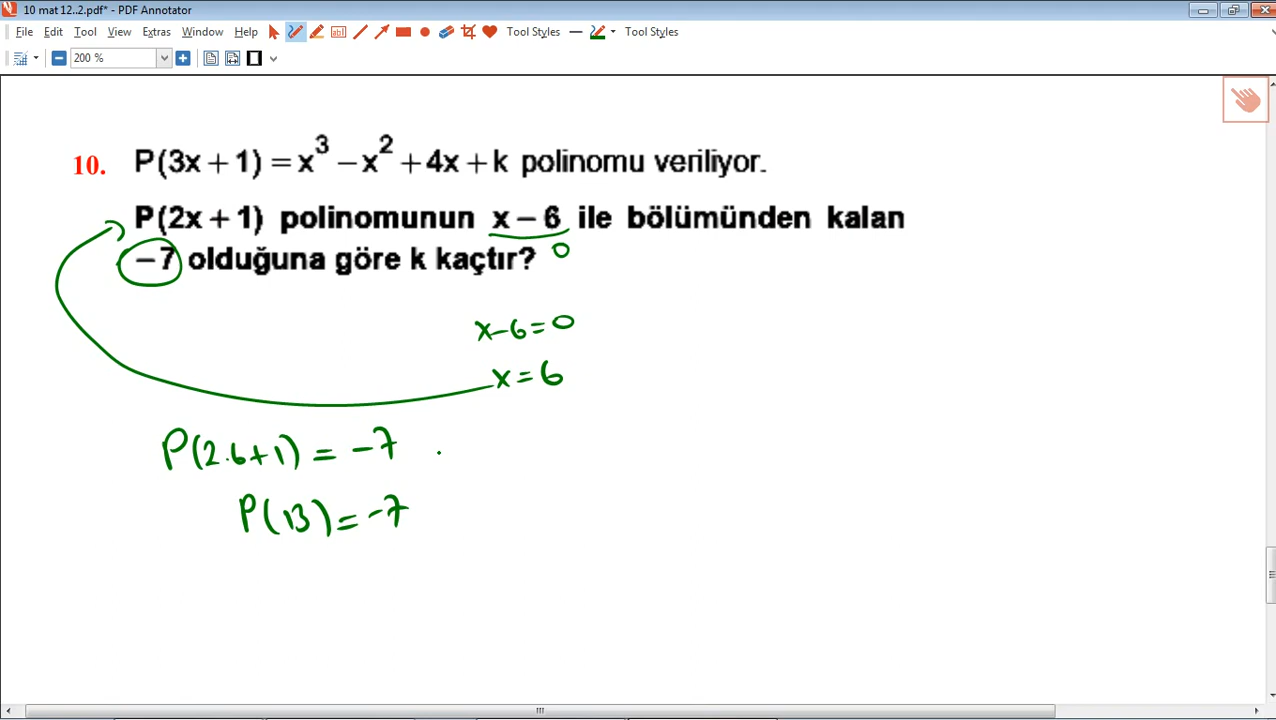 10 mat 12..2.pdf* - PDF Annotator
File Edit Tool View Extras Window Help Tool Styles Tool Styles
200 %
10. P(3x + 1) = x³ – x² + 4x + k polinomu veriliyor.
P(2x + 1) polinomunun x – 6 ile bölümünden kalan
–7 olduğuna göre k kaçtır? 0
x-6=0
x=6
P(2.6+1) = -7
P(13) = -7